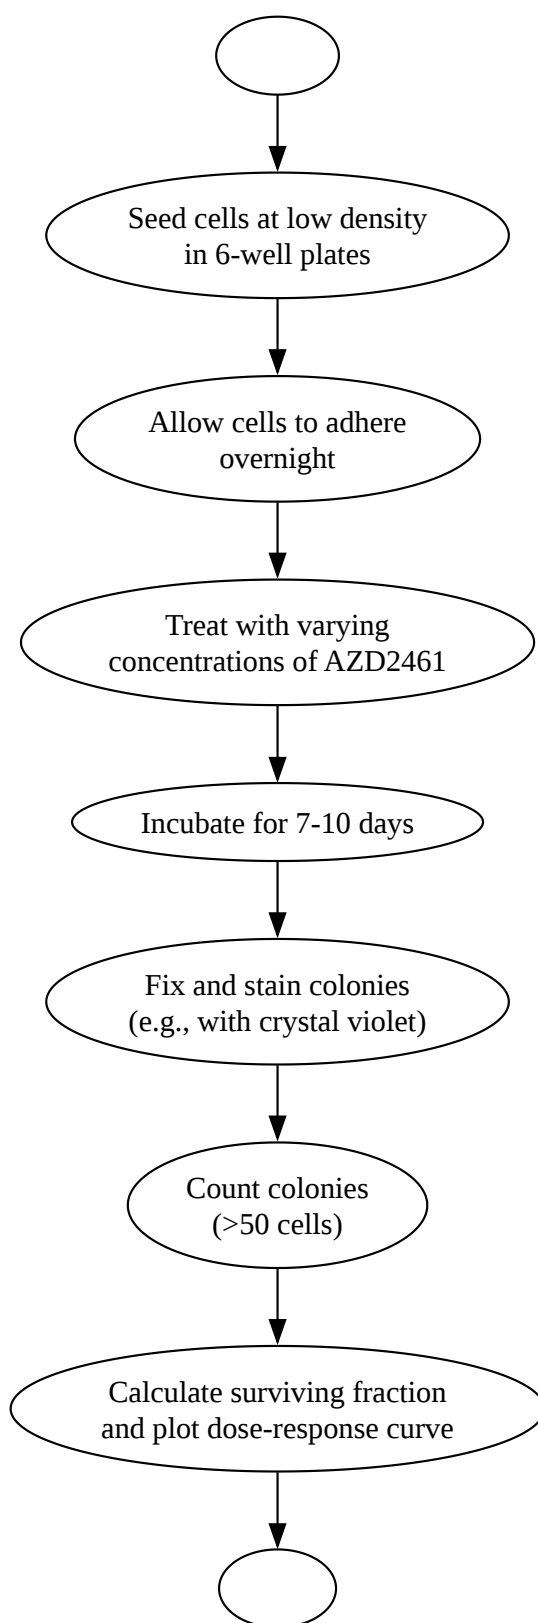 Seed cells at low density
in 6-well plates
Allow cells to adhere
overnight
Treat with varying
concentrations of AZD2461
Incubate for 7-10 days
Fix and stain colonies
(e.g., with crystal violet)
Count colonies
(>50 cells)
Calculate surviving fraction
and plot dose-response curve